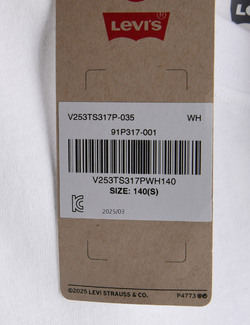 LEVI'S
V253TS317P-035 WH
91P317-001
V253TS317PWH140
SIZE: 140(S)
2025/03
©2025 LEVI STRAUSS & CO. P4773